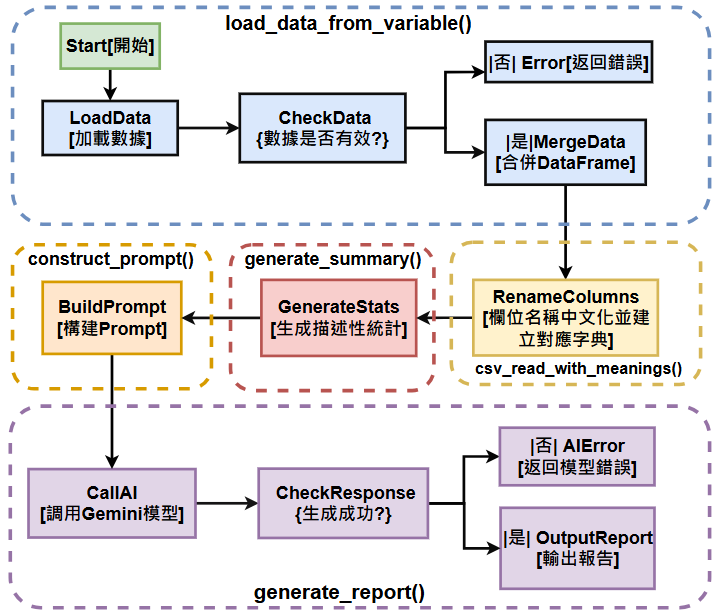 load_data_from_variable()
Start[開始]
LoadData
[加載數據]
CheckData
{數據是否有效?}
|否| Error[返回錯誤]
|是|MergeData
[合併DataFrame]
construct_prompt()
BuildPrompt
[構建Prompt]
generate_summary()
GenerateStats
[生成描述性統計]
RenameColumns
[欄位名稱中文化並建
立對應字典]
csv_read_with_meanings()
CallAI
[調用Gemini模型]
CheckResponse
{生成成功?}
|否| AIError
[返回模型錯誤]
|是| OutputReport
[輸出報告]
generate_report()